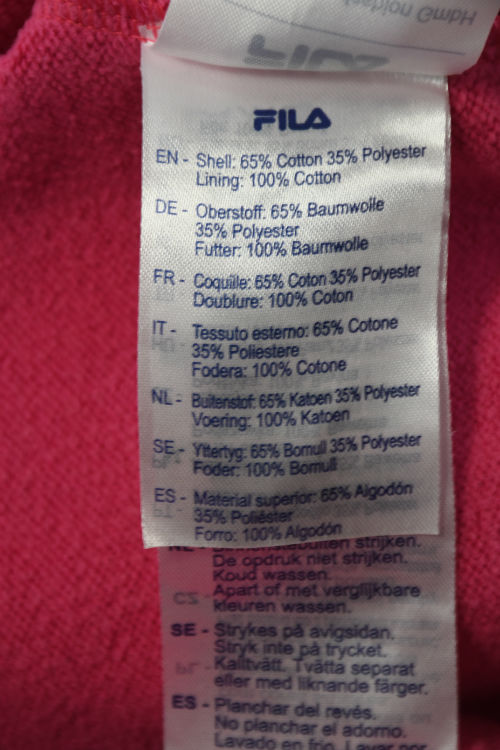 FILA
EN - Shell: 65% Cotton 35% Polyester
Lining: 100% Cotton
DE - Oberstoff: 65% Baumwolle
35% Polyester
Futter: 100% Baumwolle
FR - Coquille: 65% Coton 35% Polyester
Doublure: 100% Coton
IT - Tessuto esterno: 65% Cotone
35% Poliestere
Fodera: 100% Cotone
NL - Buitenstof: 65% Katoen 35% Polyester
Voering: 100% Katoen
SE - Yttertyg: 65% Bomull 35% Polyester
Foder: 100% Bomull
ES - Material superior: 65% Algodón
35% Poliéster
Forro: 100% Algodón
strijken.
De opdruk niet strijken.
Koud wassen.
Apart of met verglijkbare
kleuren wassen.
SE - Strykes på avigsidan.
Stryk inte på trycket.
Kalltvätt. Tvätta separat
eller med liknande färger.
ES - Planchar del revés.
No planchar el adorno.
Lavado en frío.